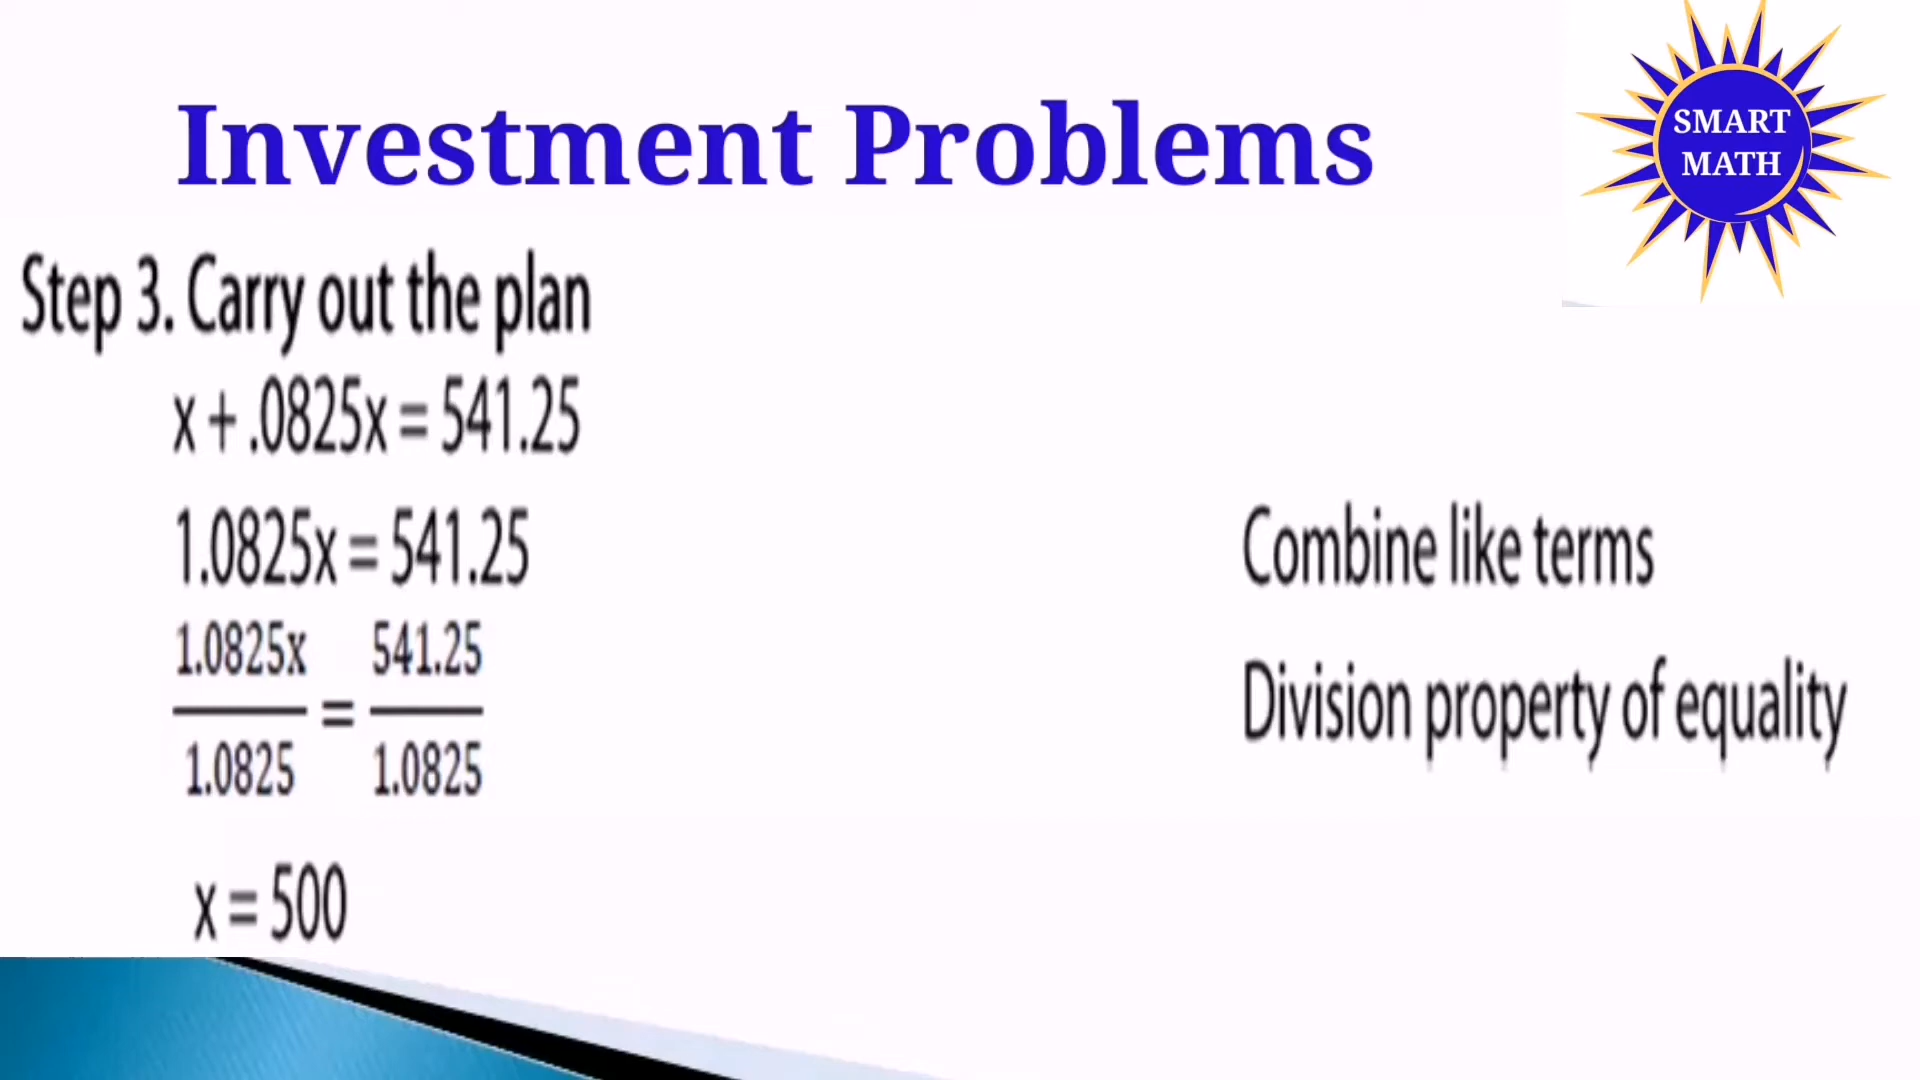 Investment Problems
SMART
MATH
Step 3. Carry out the plan
x + .0825x = 541.25
1.0825x = 541.25
Combine like terms
1.0825x / 1.0825 = 541.25 / 1.0825
Division property of equality
x = 500